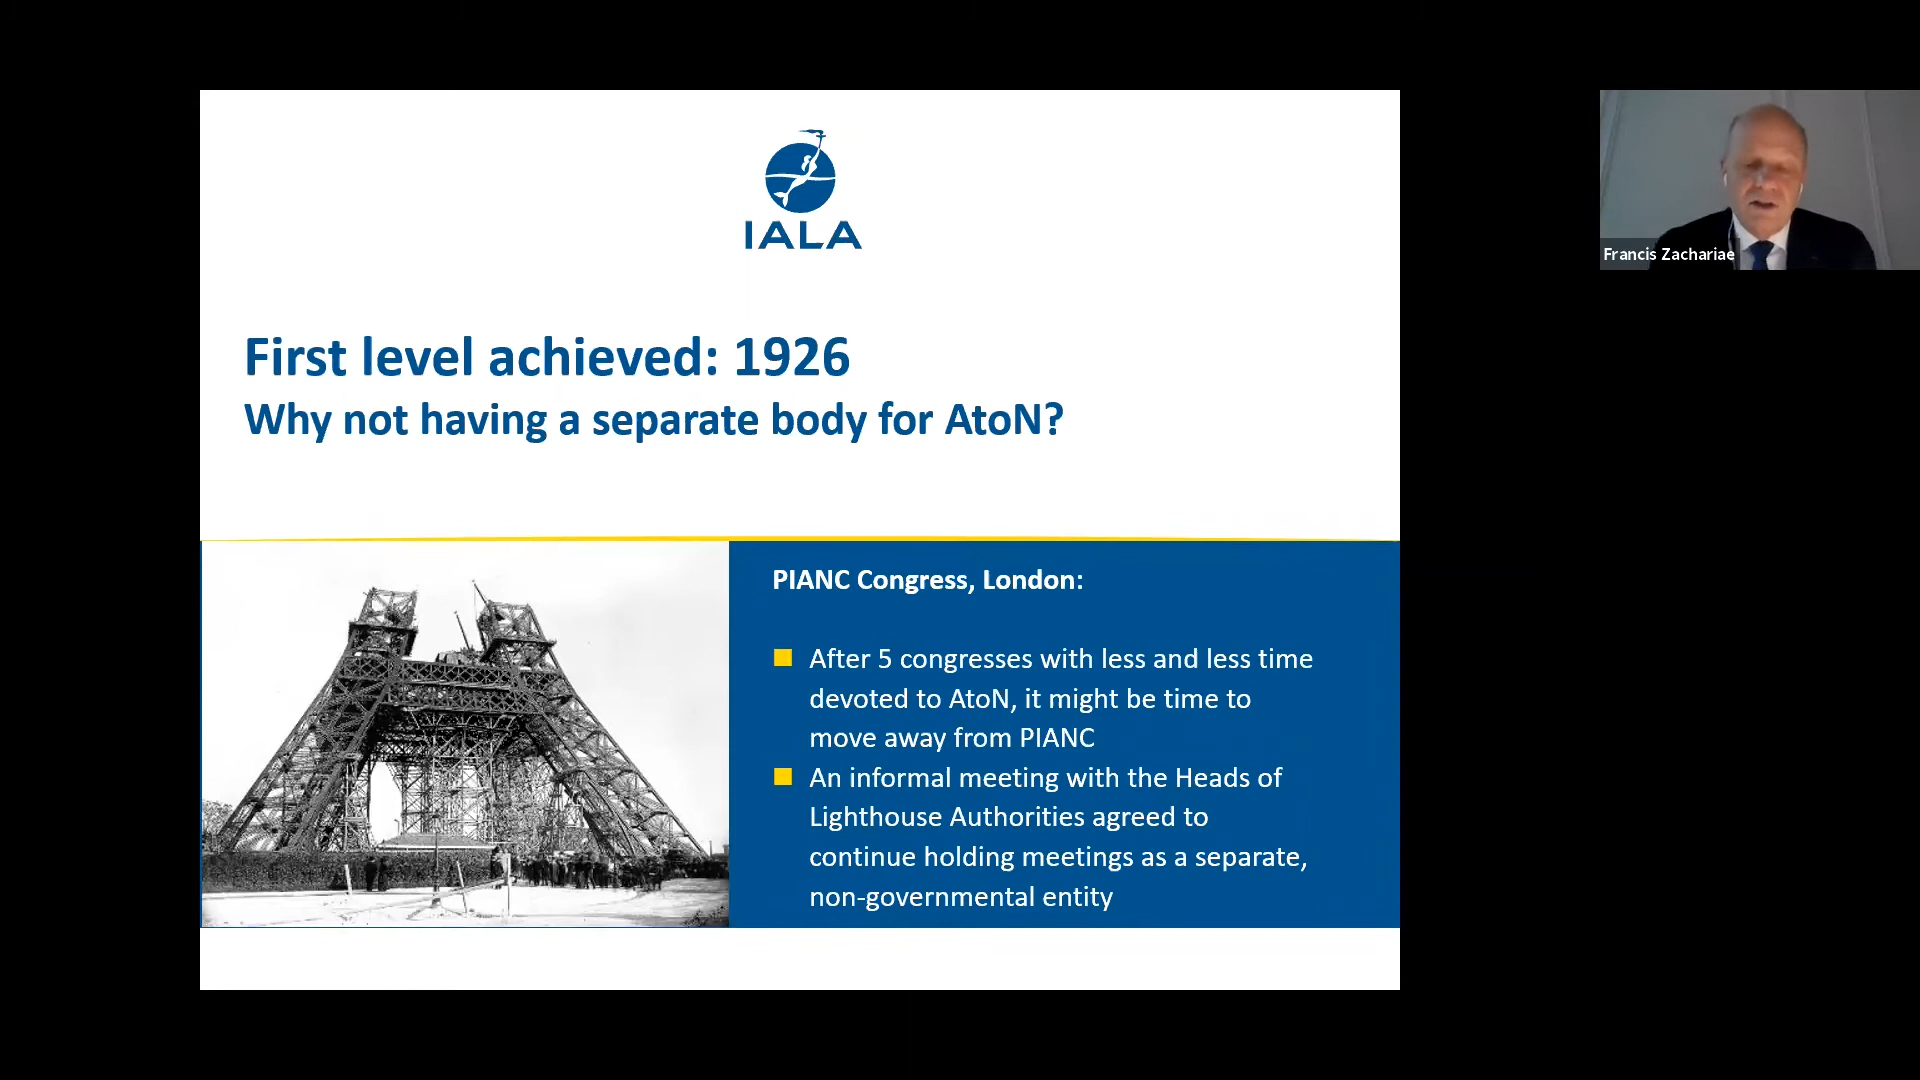 IALA
First level achieved: 1926
Why not having a separate body for AtoN?
PIANC Congress, London:
After 5 congresses with less and less time
devoted to AtoN, it might be time to
move away from PIANC
An informal meeting with the Heads of
Lighthouse Authorities agreed to
continue holding meetings as a separate,
non-governmental entity
Francis Zachariae